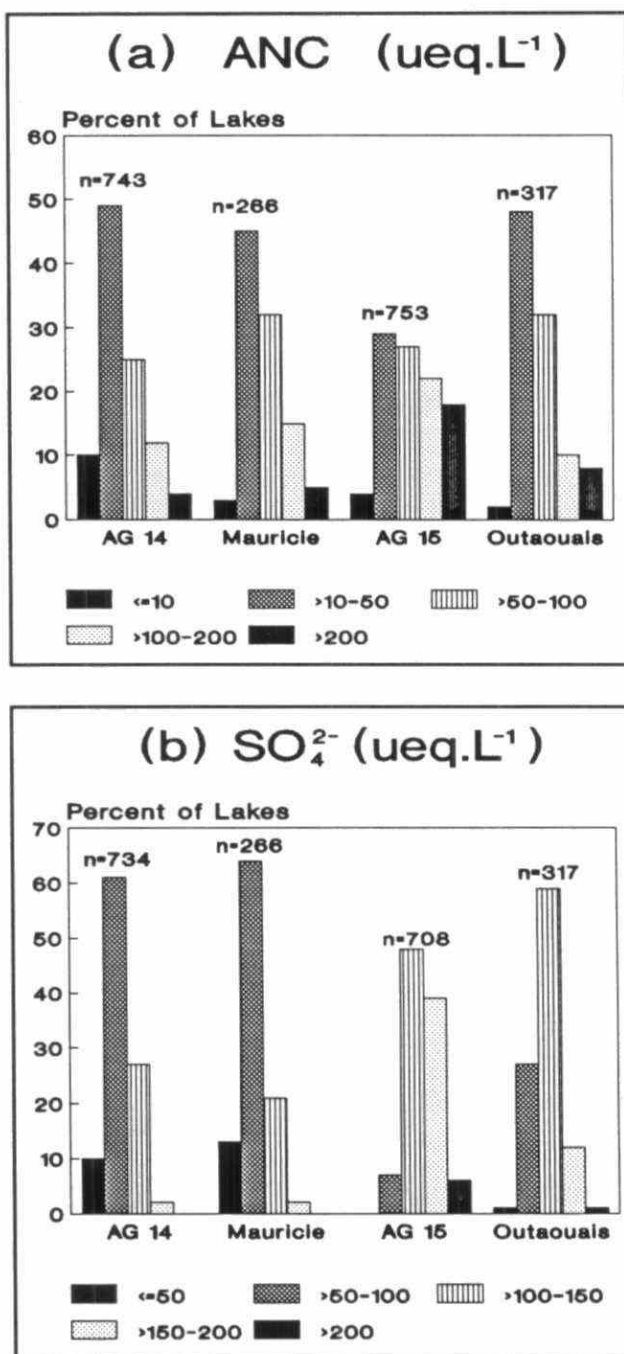 (a) ANC (ueq.L⁻¹)
Percent of Lakes
60
50
40
30
20
10
0
n=743
n=266
n=753
n=317
AG 14 Mauricie AG 15 Outaouais
<=10 >10-50 >50-100
>100-200 >200
(b) SO₄²⁻ (ueq.L⁻¹)
Percent of Lakes
70
60
50
40
30
20
10
0
n=734
n=266
n=708
n=317
AG 14 Mauricie AG 15 Outaouais
<=50 >50-100 >100-150
>150-200 >200